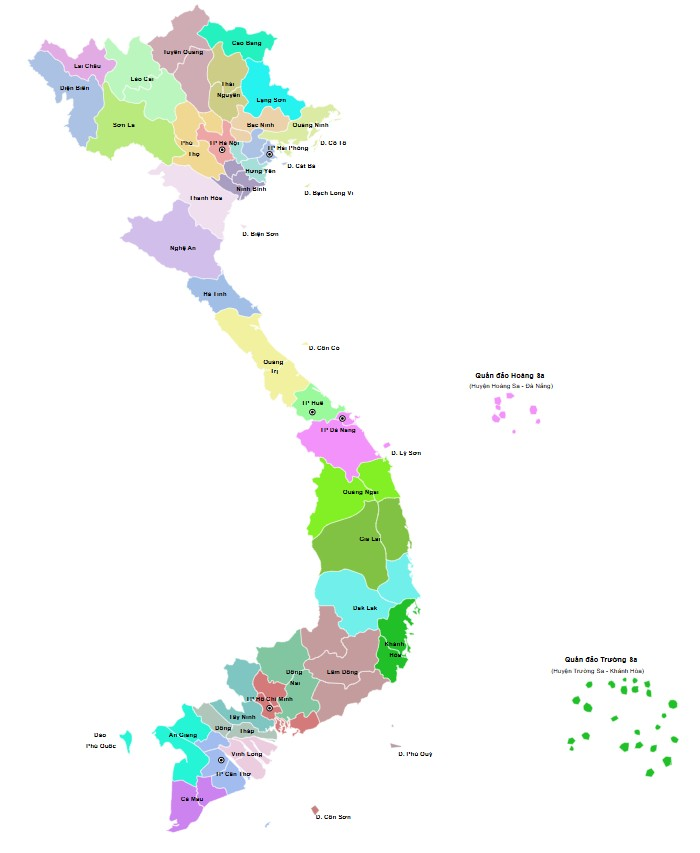 Cao Bằng
Tuyên Quang
Lai Châu
Lào Cai
Điện Biên
Thái
Nguyên
Lạng Sơn
Sơn La
Bắc Ninh
Quảng Ninh
Phú
Thọ
TP Hà Nội
TP Hải Phòng
Đ. Cô Tô
Đ. Cát Bà
Hưng Yên
Ninh Bình
Đ. Bạch Long Vĩ
Thanh Hóa
Đ. Biện Sơn
Nghệ An
Hà Tĩnh
Đ. Cồn Cỏ
Quảng
Trị
Quần đảo Hoàng Sa
(Huyện Hoàng Sa - Đà Nẵng)
TP Huế
TP Đà Nẵng
Đ. Lý Sơn
Quảng Ngãi
Gia Lai
Đắk Lắk
Khánh
Hòa
Quần đảo Trường Sa
(Huyện Trường Sa - Khánh Hòa)
Đồng
Nai
Lâm Đồng
TP Hồ Chí Minh
Tây Ninh
Đồng
Tháp
An Giang
Đảo
Phú Quốc
Đ. Phú Quý
Vĩnh Long
TP Cần Thơ
Cà Mau
Đ. Côn Sơn